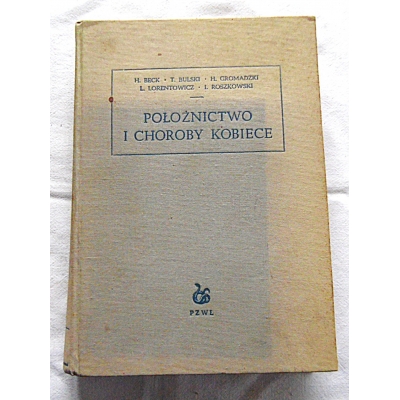 H. BECK • T. BULSKI • H. GROMADZKI
L. LORENTOWICZ • I. ROSZKOWSKI
POŁOŻNICTWO
I CHOROBY KOBIECE
PZWL